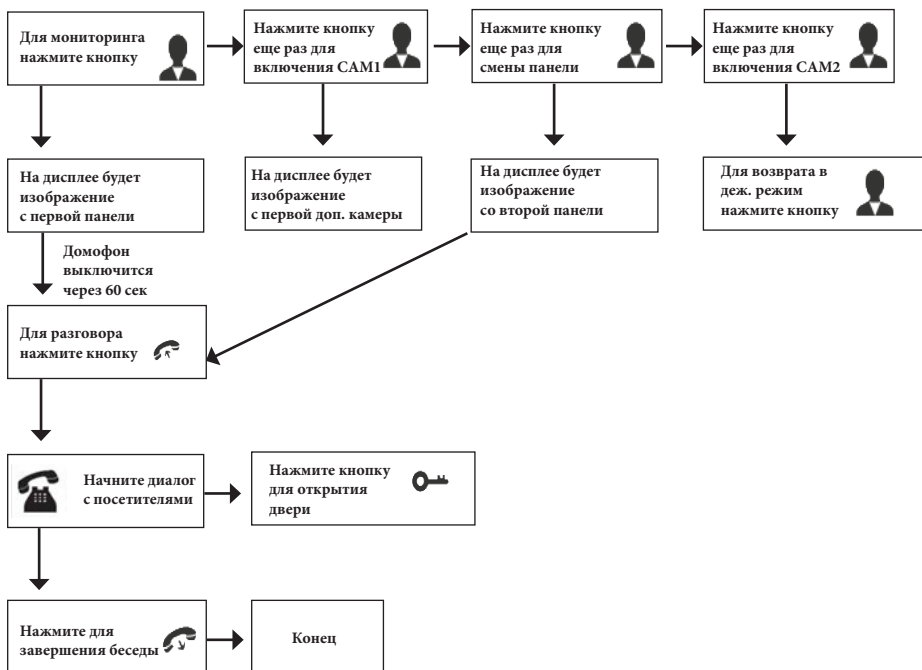 Для мониторинга
нажмите кнопку
Нажмите кнопку
еще раз для
включения CAM1
Нажмите кнопку
еще раз для
смены панели
Нажмите кнопку
еще раз для
включения CAM2
На дисплее будет
изображение
с первой панели
На дисплее будет
изображение
с первой доп. камеры
На дисплее будет
изображение
со второй панели
Для возврата в
деж. режим
нажмите кнопку
Домофон
выключится
через 60 сек
Для разговора
нажмите кнопку
Начните диалог
с посетителями
Нажмите кнопку
для открытия
двери
Нажмите для
завершения беседы
Конец